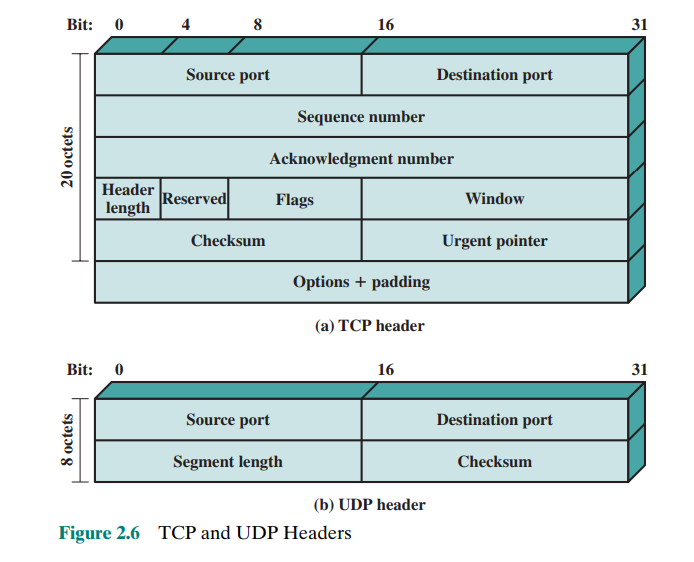 Bit: 0 4 8 16 31
Source port Destination port
Sequence number
Acknowledgment number
20 octets
Header
length
Reserved
Flags
Window
Checksum Urgent pointer
Options + padding
(a) TCP header
Bit: 0 16 31
Source port Destination port
8 octets
Segment length Checksum
(b) UDP header
Figure 2.6 TCP and UDP Headers